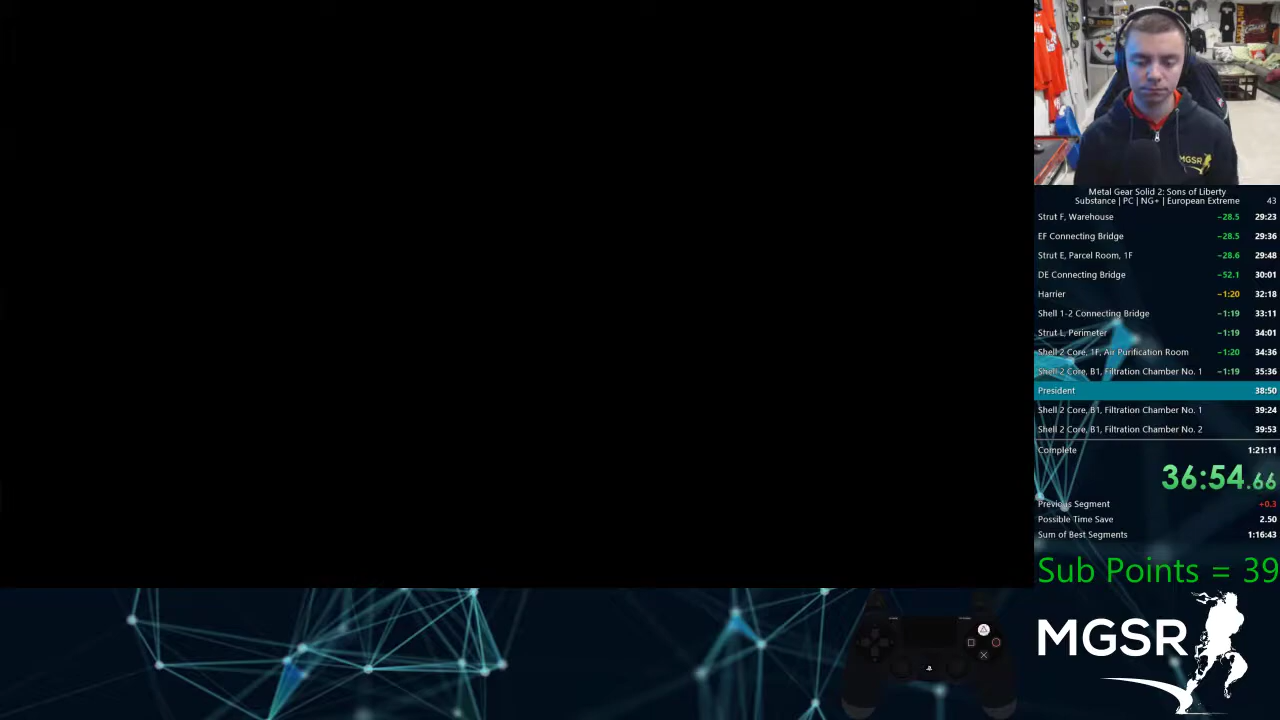 MGSR
Metal Gear Solid 2: Sons of Liberty
Substance | PC | NG+ | European Extreme 43
Strut F, Warehouse −28.5 29:23
EF Connecting Bridge −28.5 29:36
Strut E, Parcel Room, 1F −28.6 29:48
DE Connecting Bridge −52.1 30:01
Harrier −1:20 32:18
Shell 1-2 Connecting Bridge −1:19 33:11
Strut L, Perimeter −1:19 34:01
Shell 2 Core, 1F, Air Purification Room −1:20 34:36
Shell 2 Core, B1, Filtration Chamber No. 1 −1:19 35:36
President 38:50
Shell 2 Core, B1, Filtration Chamber No. 1 39:24
Shell 2 Core, B1, Filtration Chamber No. 2 39:53
Complete 1:21:11
36:54.66
Previous Segment +0.3
Possible Time Save 2.50
Sum of Best Segments 1:16:43
Sub Points = 39
MGSR